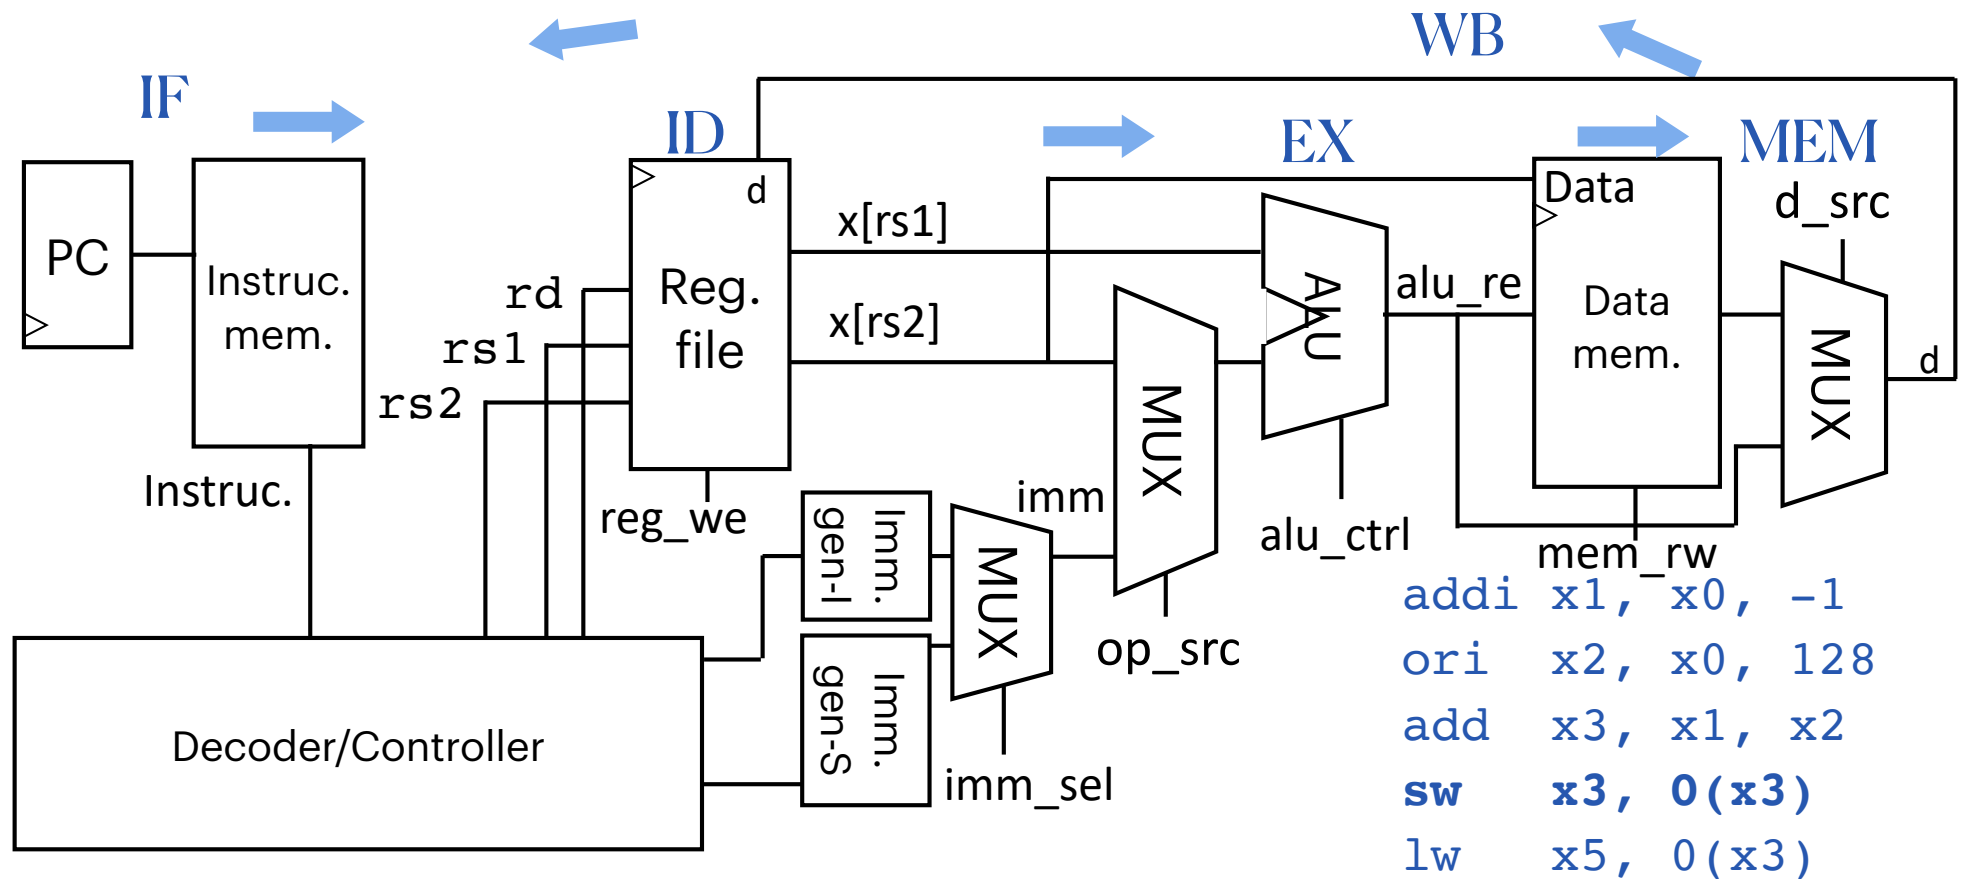 WB
IF
ID
EX
MEM
d
Data
d_src
x[rs1]
PC
Instruc.
mem.
rd
Reg.
file
ALU
alu_re
Data
mem.
rs1
x[rs2]
MUX
d
rs2
MUX
Instruc.
reg_we
imm
Imm.
gen-I
MUX
alu_ctrl
mem_rw
op_src
Imm.
gen-S
Decoder/Controller
imm_sel
addi x1, x0, -1
ori x2, x0, 128
add x3, x1, x2
sw x3, 0(x3)
lw x5, 0(x3)